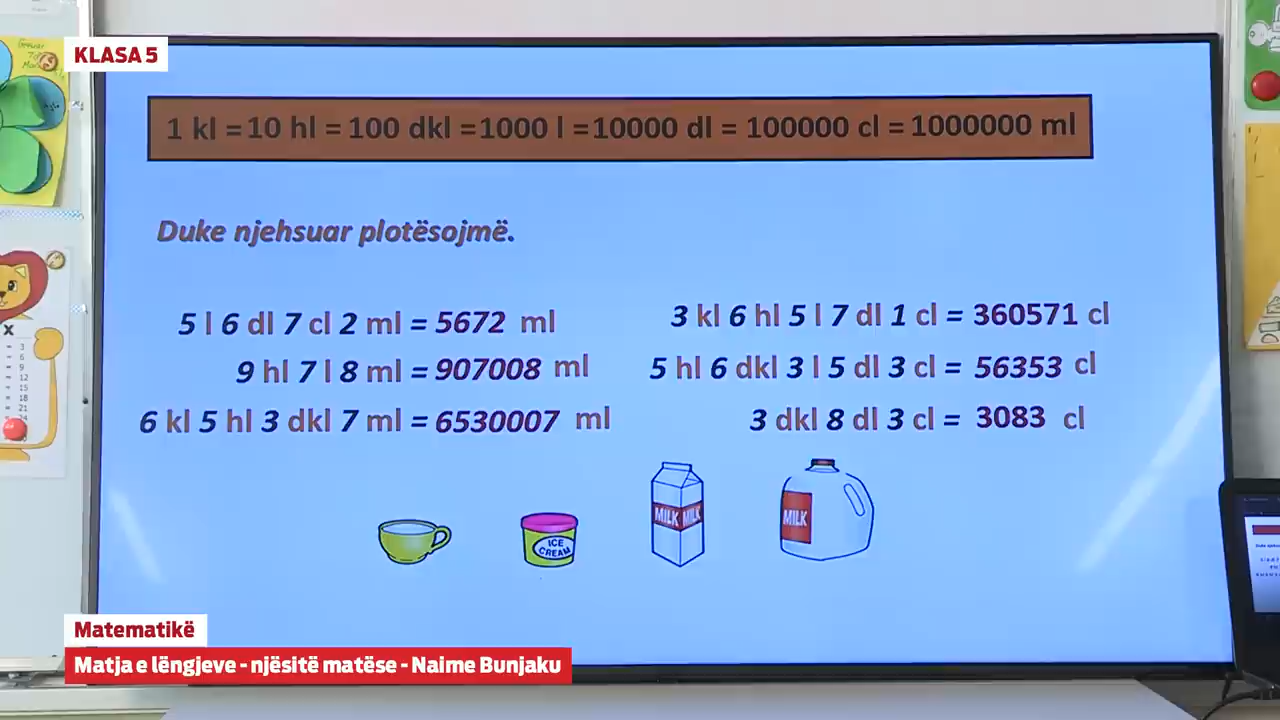 KLASA 5
1 kl = 10 hl = 100 dkl = 1000 l = 10000 dl = 100000 cl = 1000000 ml
Duke njehsuar plotësojmë.
5 l 6 dl 7 cl 2 ml = 5672 ml
9 hl 7 l 8 ml = 907008 ml
6 kl 5 hl 3 dkl 7 ml = 6530007 ml
3 kl 6 hl 5 l 7 dl 1 cl = 360571 cl
5 hl 6 dkl 3 l 5 dl 3 cl = 56353 cl
3 dkl 8 dl 3 cl = 3083 cl
ICE
CREAM
MILK MILK
MILK
Matematikë
Matja e lëngjeve - njësitë matëse - Naime Bunjaku